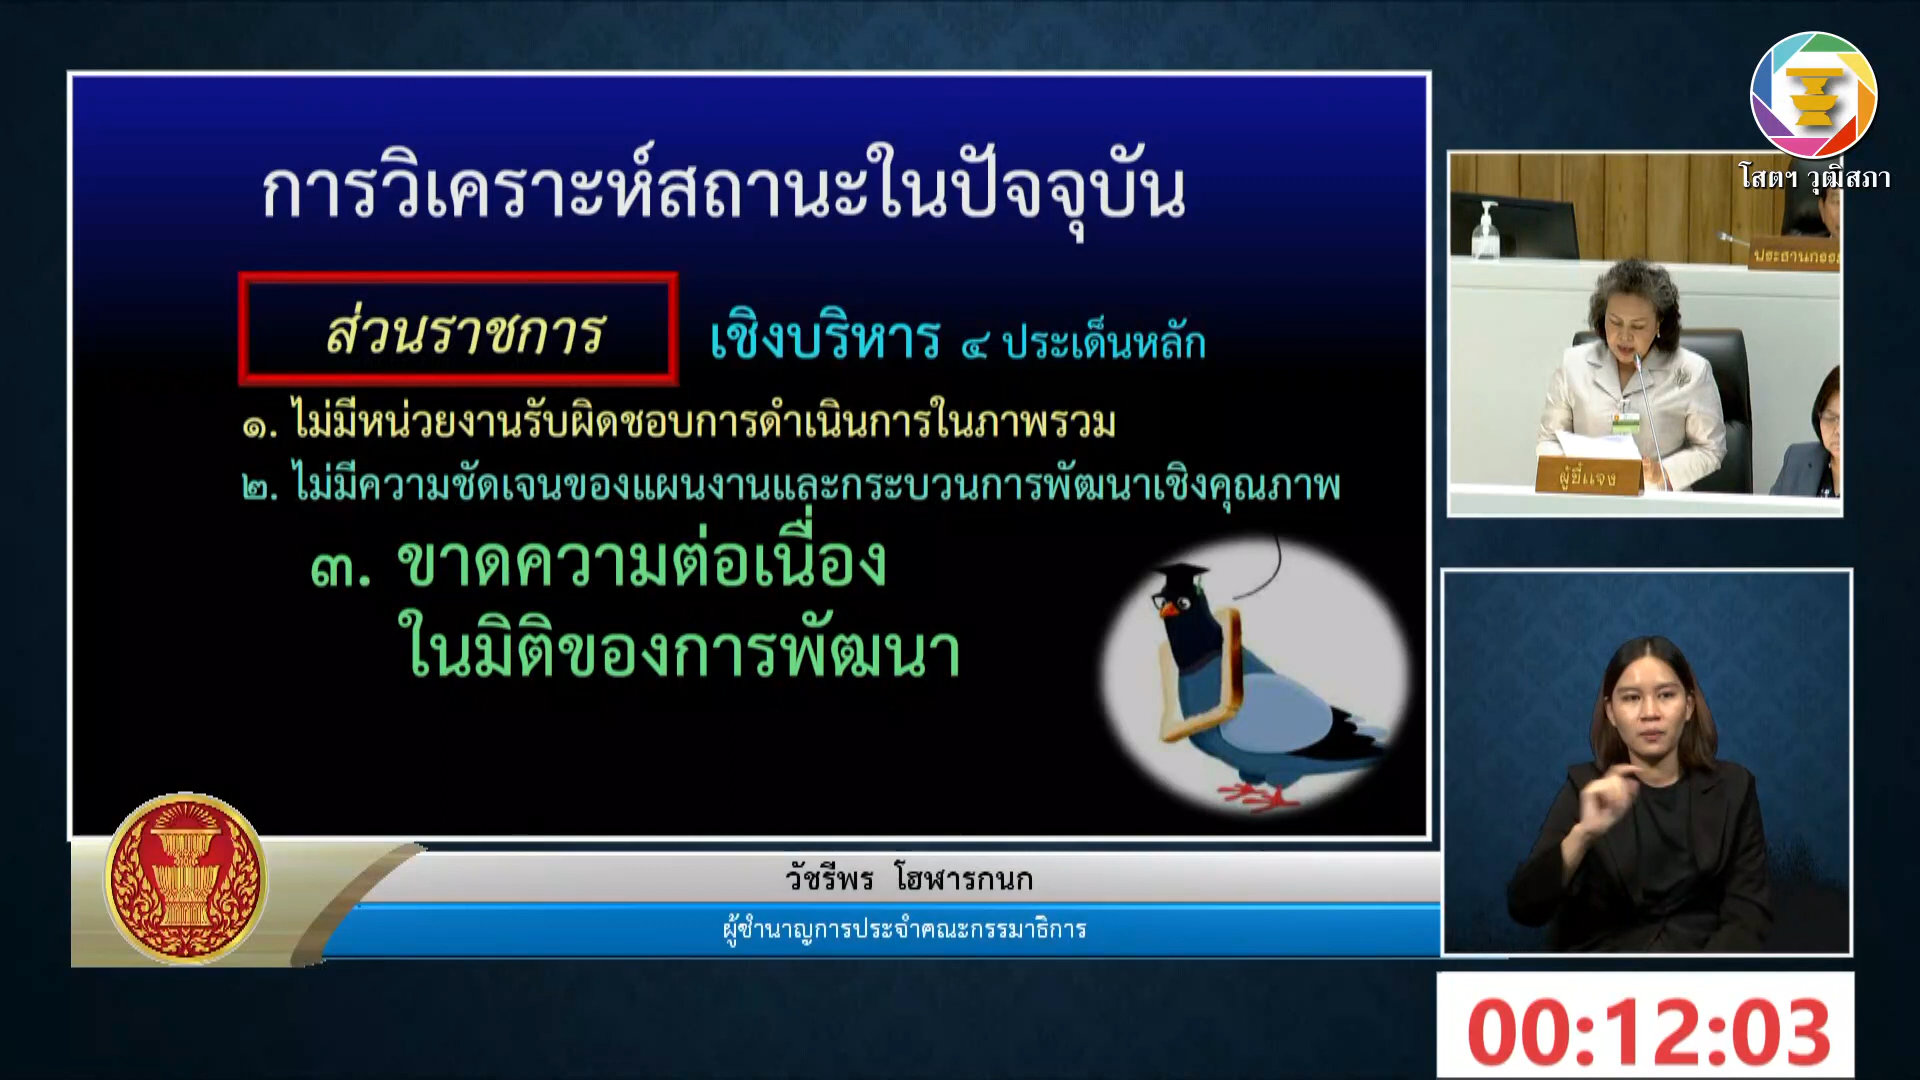 การวิเคราะห์สถานะในปัจจุบัน
ส่วนราชการ
เชิงบริหาร ๔ ประเด็นหลัก
๑. ไม่มีหน่วยงานรับผิดชอบการดำเนินการในภาพรวม
๒. ไม่มีความชัดเจนของแผนงานและกระบวนการพัฒนาเชิงคุณภาพ
๓. ขาดความต่อเนื่อง
ในมิติของการพัฒนา
โสตฯ วุฒิสภา
ประธานกรรม
ผู้ชี้แจง
วัชรีพร โฮฬารกนก
ผู้ชำนาญการประจำคณะกรรมาธิการ
00:12:03